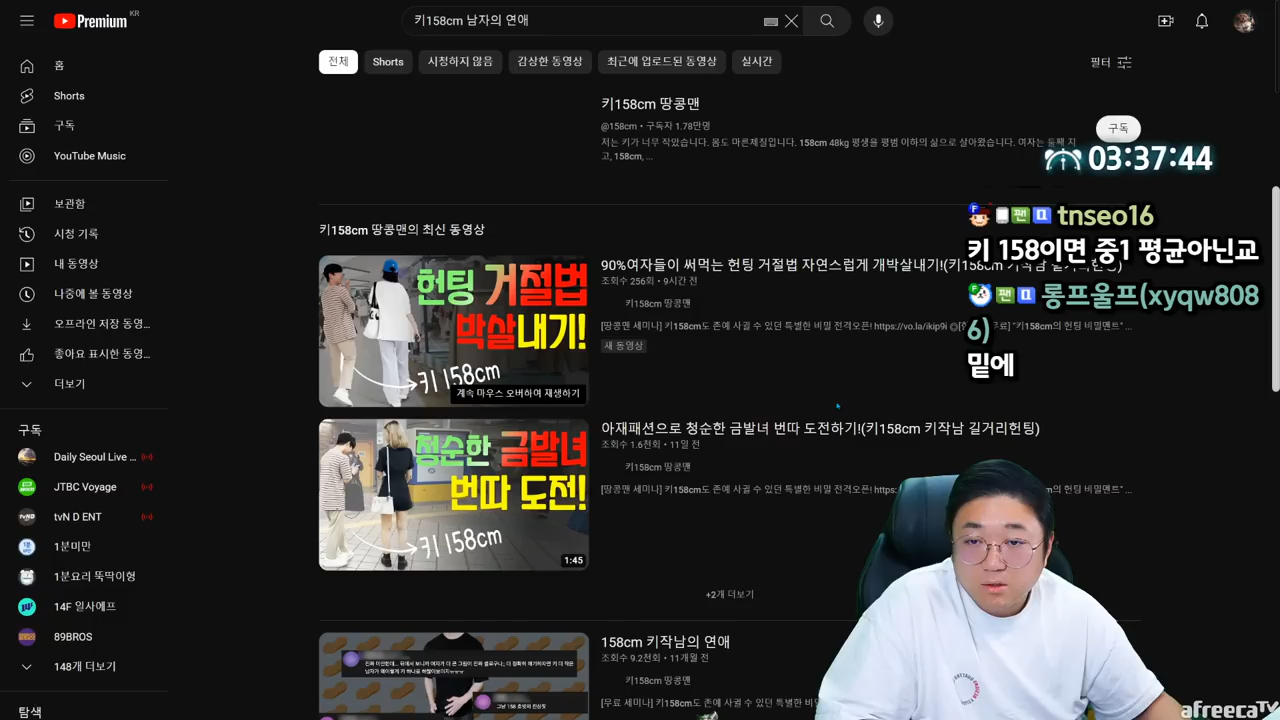 Premium KR
키158cm 남자의 연애
홈
Shorts
구독
YouTube Music
보관함
시청 기록
내 동영상
나중에 볼 동영상
오프라인 저장 동영...
좋아요 표시한 동영...
더보기
구독
Daily Seoul Live ...
JTBC Voyage
tvN D ENT
1분미만
1분요리 뚝딱이형
14F 일사에프
89BROS
148개 더보기
탐색
전체
Shorts
시청하지 않음
감상한 동영상
최근에 업로드된 동영상
실시간
필터
키158cm 땅콩맨
@158cm • 구독자 1.78만명
저는 키가 너무 작았습니다. 몸도 마른체질입니다. 158cm 48kg 평생을 평범 이하의 삶으로 살아왔습니다. 여자는 둘째 치
고, 158cm, ...
구독
03:37:44
tnseo16
키 158이면 중1 평균아닌교
롱프울프(xyqw808
6)
밑에
키158cm 땅콩맨의 최신 동영상
헌팅 거절법
박살내기!
키 158cm
계속 마우스 오버하여 재생하기
90%여자들이 써먹는 헌팅 거절법 자연스럽게 개박살내기!(키158cm 키작남 길거리헌팅)
조회수 256회 • 9시간 전
키158cm 땅콩맨
[땅콩맨 세미나] 키158cm도 존예 사귈 수 있던 특별한 비밀 전격오픈! https://vo.la/ikip9i
"키158cm의 헌팅 비밀멘트" ...
새 동영상
청순한 금발녀
번따 도전!
키 158cm
1:45
아재패션으로 청순한 금발녀 번따 도전하기!(키158cm 키작남 길거리헌팅)
조회수 1.6천회 • 11일 전
키158cm 땅콩맨
[땅콩맨 세미나] 키158cm도 존예 사귈 수 있던 특별한 비밀 전격오픈! https:
의 헌팅 비밀멘트" ...
+2개 더보기
158cm 키작남의 연애
조회수 9.2천회 • 11개월 전
키158cm 땅콩맨
[무료 세미나] 키158cm도 존예 사귈 수 있던 특별한 비밀
afreecaTV